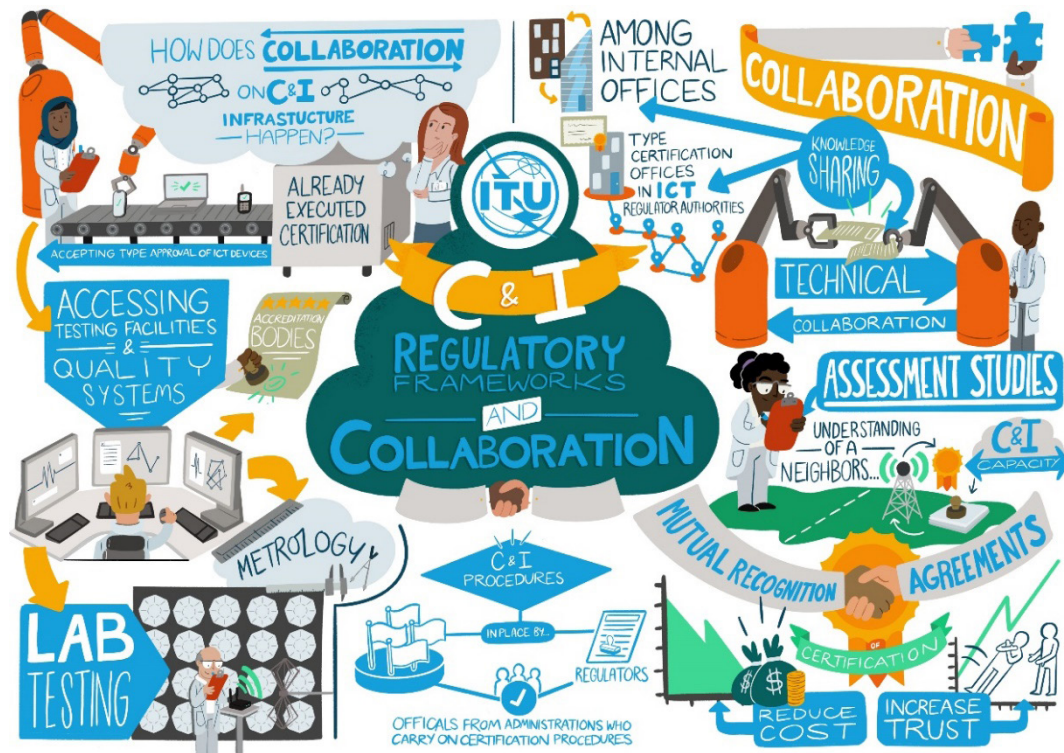 HOW DOES COLLABORATION
ON C&I
INFRASTUCTURE
HAPPEN?
ALREADY
EXECUTED
CERTIFICATION
ACCEPTING TYPE APPROVAL OF ICT DEVICES
ACCESSING
TESTING FACILITIES
&
QUALITY
SYSTEMS
ACCREDITATION
BODIES
METROLOGY
LAB
TESTING
ITU
C & I
REGULATORY
FRAMEWORKS
AND
COLLABORATION
C&I
PROCEDURES
IN PLACE BY...
REGULATORS
OFFICALS FROM ADMINISTRATIONS WHO
CARRY ON CERTIFICATION PROCEDURES
AMONG
INTERNAL
OFFICES
TYPE
CERTIFICATION
OFFICES
IN ICT
REGULATOR AUTHORITIES
COLLABORATION
KNOWLEDGE
SHARING
TECHNICAL
COLLABORATION
ASSESSMENT STUDIES
UNDERSTANDING
OF A
NEIGHBORS...
C&I
CAPACITY
MUTUAL RECOGNITION
AGREEMENTS
OF
CERTIFICATION
$ $
REDUCE
COST
INCREASE
TRUST